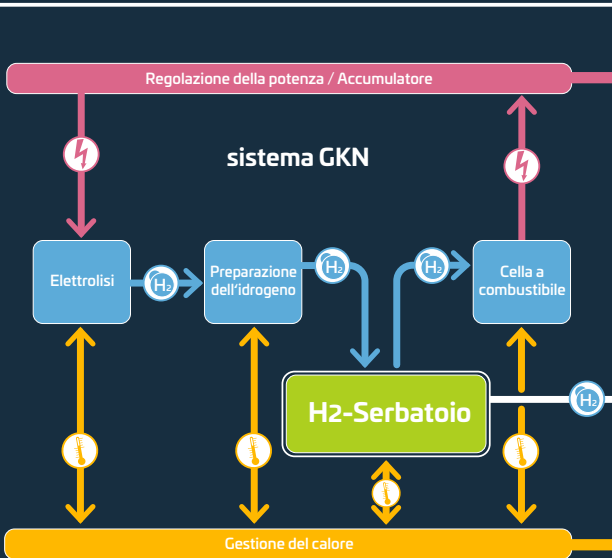 Regolazione della potenza / Accumulatore
sistema GKN
Elettrolisi
H₂
Preparazione
dell'idrogeno
H₂
H₂
Cella a
combustibile
H2-Serbatoio
H₂
Gestione del calore